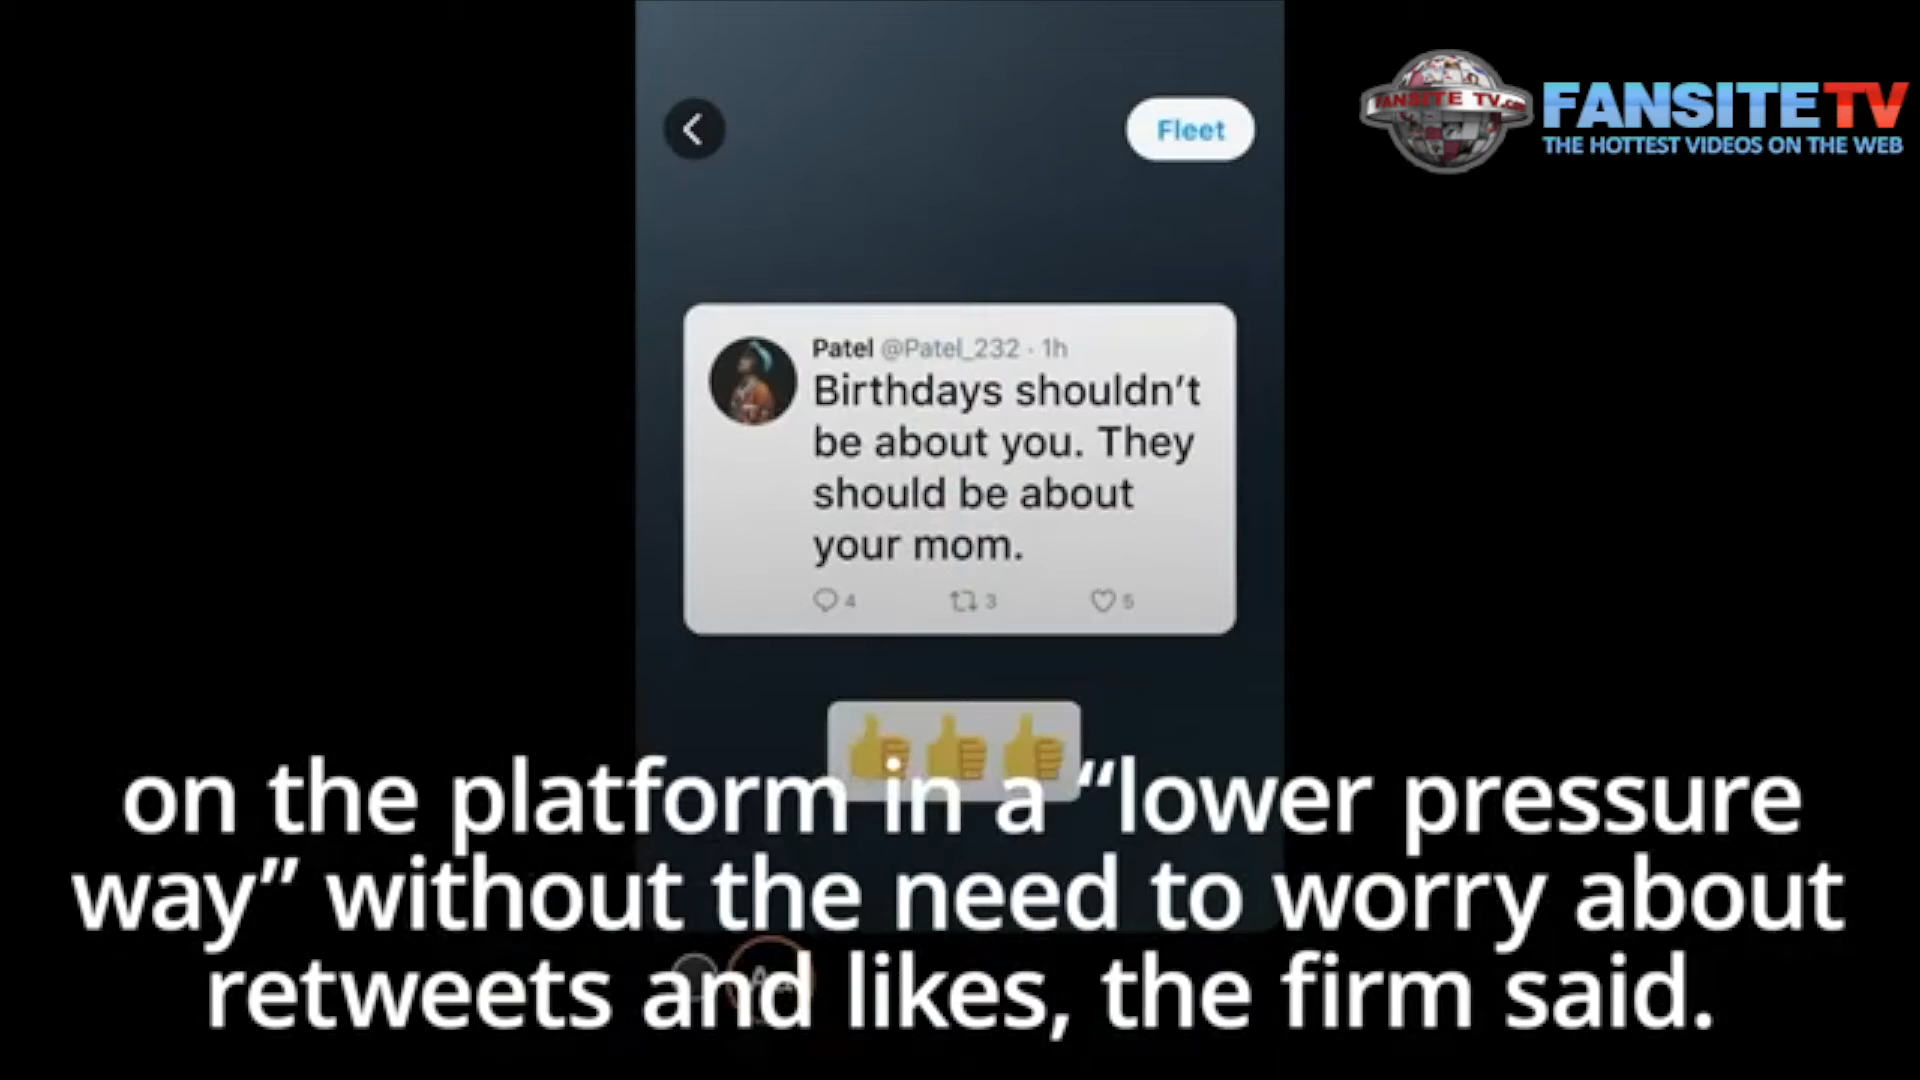 FANSITE TV.com
FANSITETV
THE HOTTEST VIDEOS ON THE WEB
Fleet
Patel @Patel_232 · 1h
Birthdays shouldn’t
be about you. They
should be about
your mom.
4 3 5
on the platform in a “lower pressure
way” without the need to worry about
retweets and likes, the firm said.